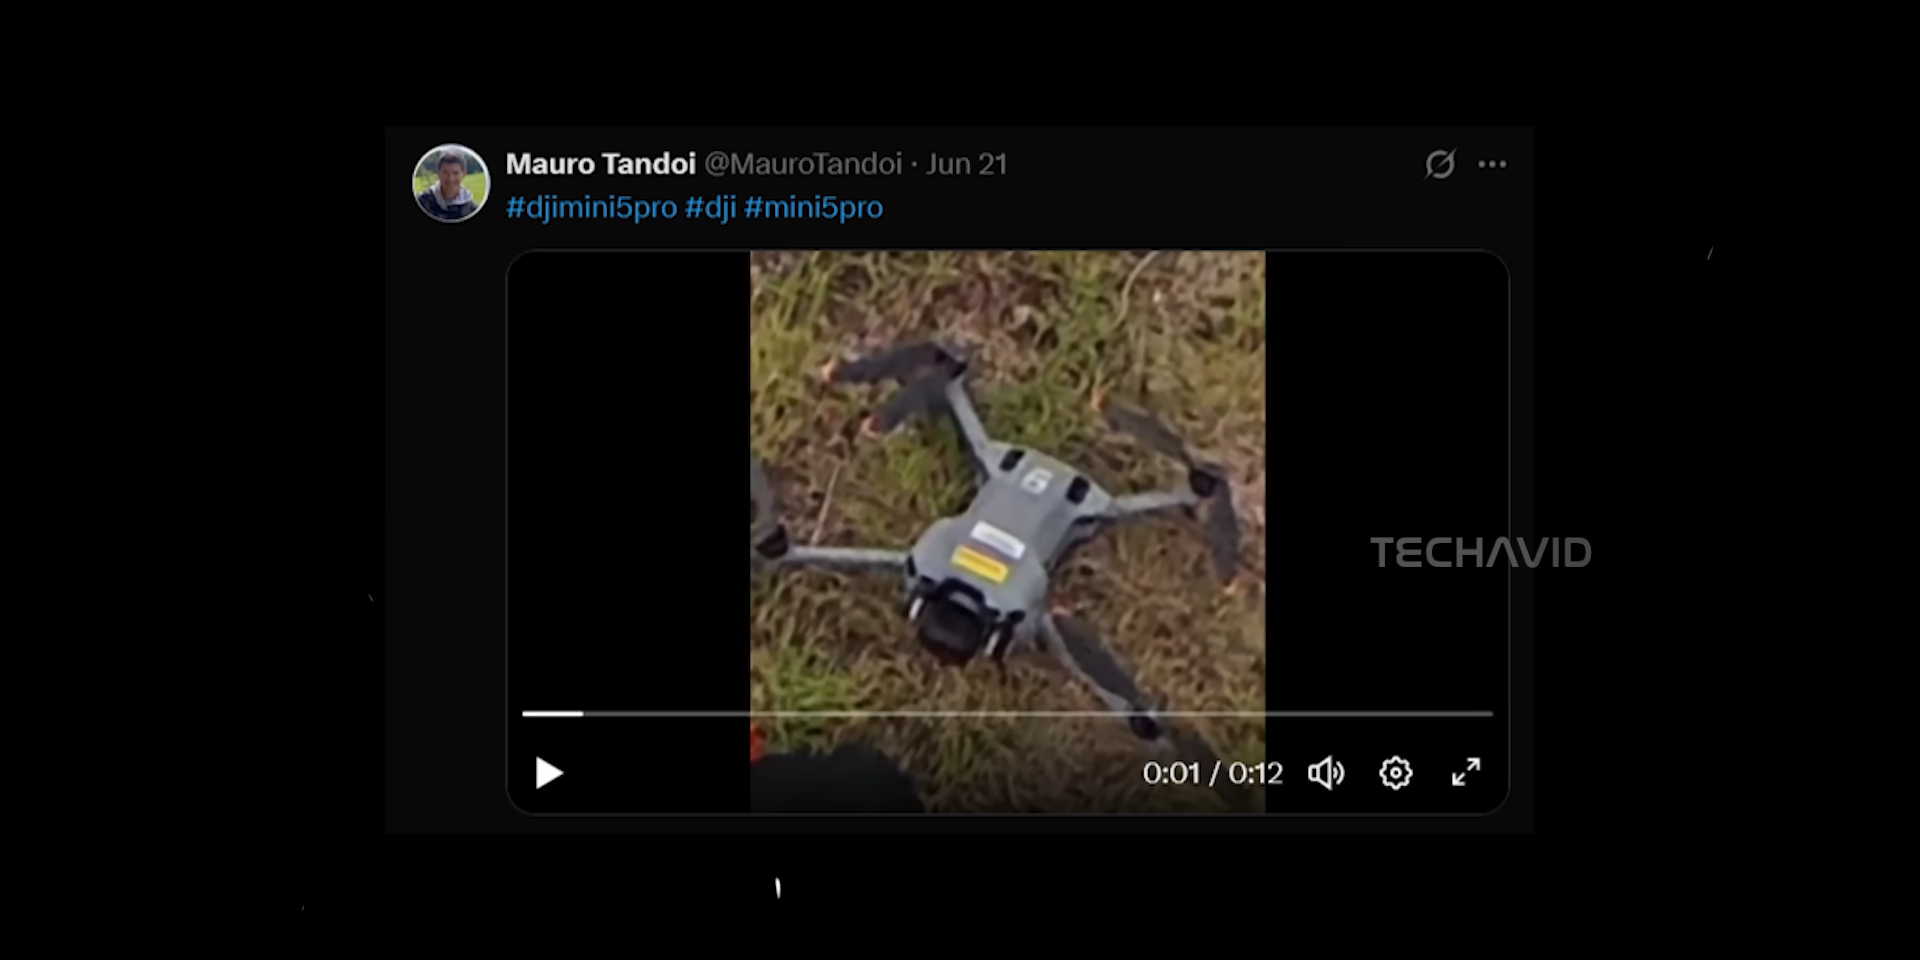 Mauro Tandoi @MauroTandoi · Jun 21
#djimini5pro #dji #mini5pro
TECHAVID
0:01 / 0:12